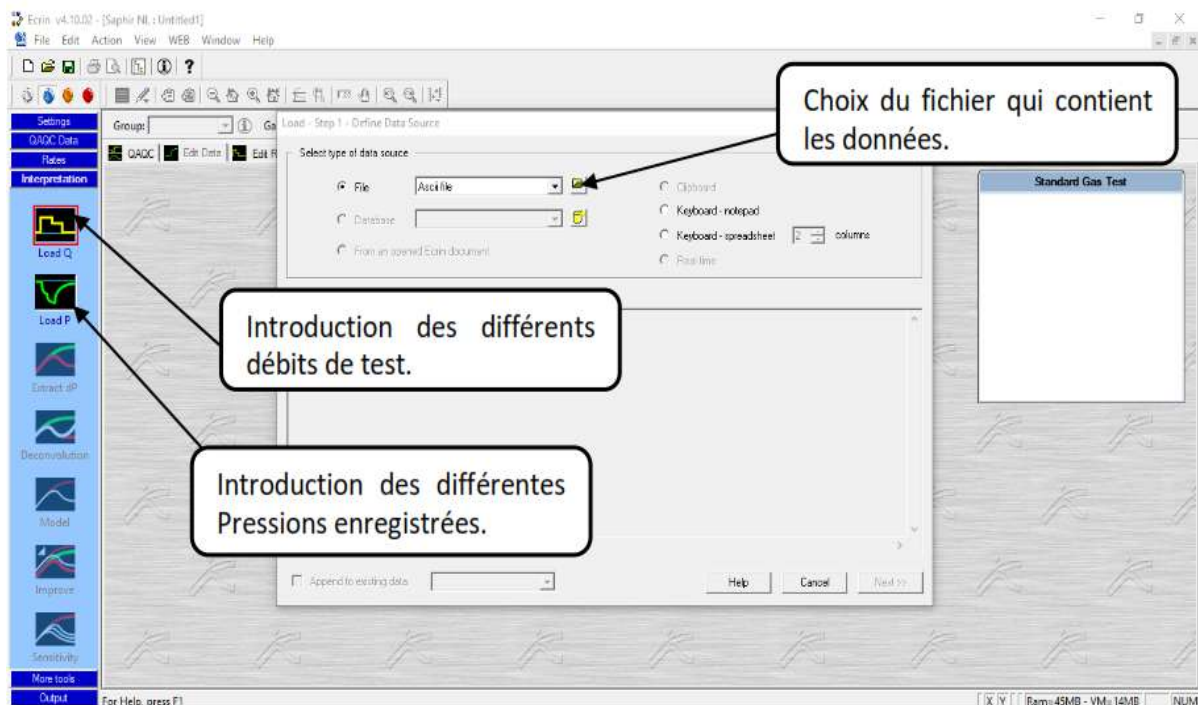 Ecrin v4.10.02 - [Saphir NL : Untitled1]
File Edit Action View WEB Window Help
Settings
QAQC Data
Rates
Interpretation
Load Q
Load P
Extract dP
Deconvolution
Model
Improve
Sensitivity
More tools
Output
Group:
QAQC Edit Data Edit R
Load - Step 1 - Define Data Source
Select type of data source
File Ascii file
Database
From an opened Ecrin document
Clipboard
Keyboard - notepad
Keyboard - spreadsheet 2 columns
Real time
Choix du fichier qui contient
les données.
Standard Gas Test
Introduction des différents
débits de test.
Introduction des différentes
Pressions enregistrées.
Append to existing data
Help Cancel Next >>
For Help, press F1
X Y Ram=45MB - VM=14MB NUM